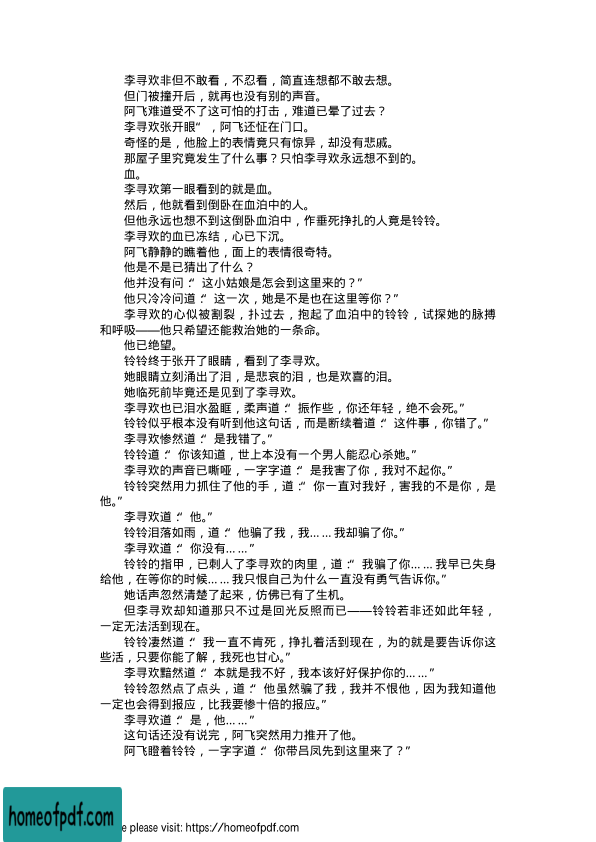 李寻欢非但不敢看，不忍看，简直连想都不敢去想。
但门被撞开后，就再也没有别的声音。
阿飞难道受不了这可怕的打击，难道已晕了过去？
李寻欢张开眼“，阿飞还怔在门口。
奇怪的是，他脸上的表情竟只有惊异，却没有悲戚。
那屋子里究竟发生了什么事？只怕李寻欢永远想不到的。
血。
李寻欢第一眼看到的就是血。
然后，他就看到倒卧在血泊中的人。
但他永远也想不到这倒卧血泊中，作垂死挣扎的人竟是铃铃。
李寻欢的血已冻结，心已下沉。
阿飞静静的瞧着他，面上的表情很奇特。
他是不是已猜出了什么？
他并没有问：“这小姑娘是怎会到这里来的？”
他只冷冷问道：“这一次，她是不是也在这里等你？”
李寻欢的心似被割裂，扑过去，抱起了血泊中的铃铃，试探她的脉搏
和呼吸——他只希望还能救治她的一条命。
他已绝望。
铃铃终于张开了眼睛，看到了李寻欢。
她眼睛立刻涌出了泪，是悲哀的泪，也是欢喜的泪。
她临死前毕竟还是见到了李寻欢。
李寻欢也已泪水盈眶，柔声道：“振作些，你还年轻，绝不会死。”
铃铃似乎根本没有听到他这句话，而是断续着道：“这件事，你错了。”
李寻欢惨然道：“是我错了。”
铃铃道：“你该知道，世上本没有一个男人能忍心杀她。”
李寻欢的声音已嘶哑，一字字道：“是我害了你，我对不起你。”
铃铃突然用力抓住了他的手，道：“你一直对我好，害我的不是你，是
他。”
李寻欢道：“他。”
铃铃泪落如雨，道：“他骗了我，我……我却骗了你。”
李寻欢道：“你没有……”
铃铃的指甲，已刺人了李寻欢的肉里，道：“我骗了你……我早已失身
给他，在等你的时候……我只恨自己为什么一直没有勇气告诉你。”
她话声忽然清楚了起来，仿佛已有了生机。
但李寻欢却知道那只不过是回光反照而已——铃铃若非还如此年轻，
一定无法活到现在。
铃铃凄然道：“我一直不肯死，挣扎着活到现在，为的就是要告诉你这
些活，只要你能了解，我死也甘心。”
李寻欢黯然道：“本就是我不好，我本该好好保护你的……”
铃铃忽然点了点头，道：“他虽然骗了我，我并不恨他，因为我知道他
一定也会得到报应，比我要惨十倍的报应。”
李寻欢道：“是，他……”
这句话还没有说完，阿飞突然用力推开了他。
阿飞瞪着铃铃，一字字道：“你带吕凤先到这里来了？”
homeofpdf.com
e please visit: https://homeofpdf.com